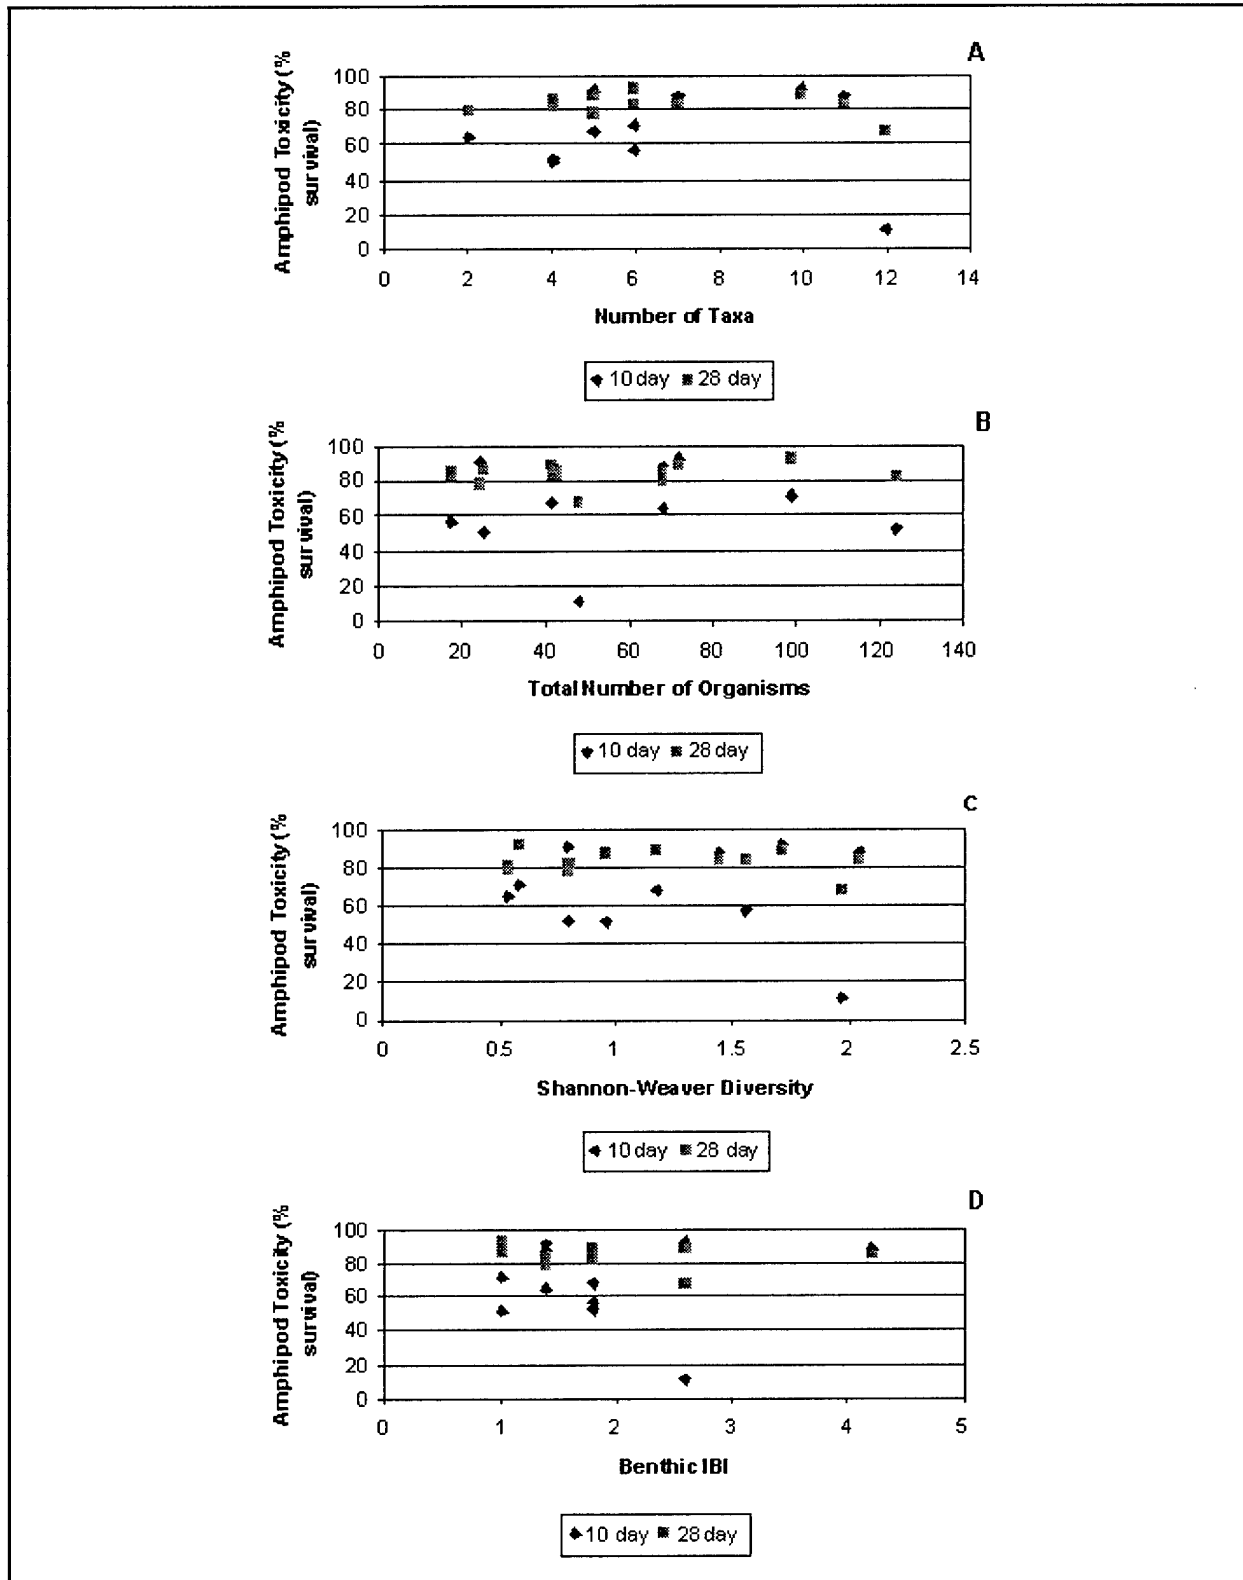 A
Amphipod Toxicity (%
survival)
100
80
60
40
20
0
0 2 4 6 8 10 12 14
Number of Taxa
10 day 28 day
B
Amphipod Toxicity (%
survival)
100
80
60
40
20
0
0 20 40 60 80 100 120 140
Total Number of Organisms
10 day 28 day
C
Amphipod Toxicity (%
survival)
100
80
60
40
20
0
0 0.5 1 1.5 2 2.5
Shannon-Weaver Diversity
10 day 28 day
D
Amphipod Toxicity (%
survival)
100
80
60
40
20
0
0 1 2 3 4 5
Benthic IBI
10 day 28 day